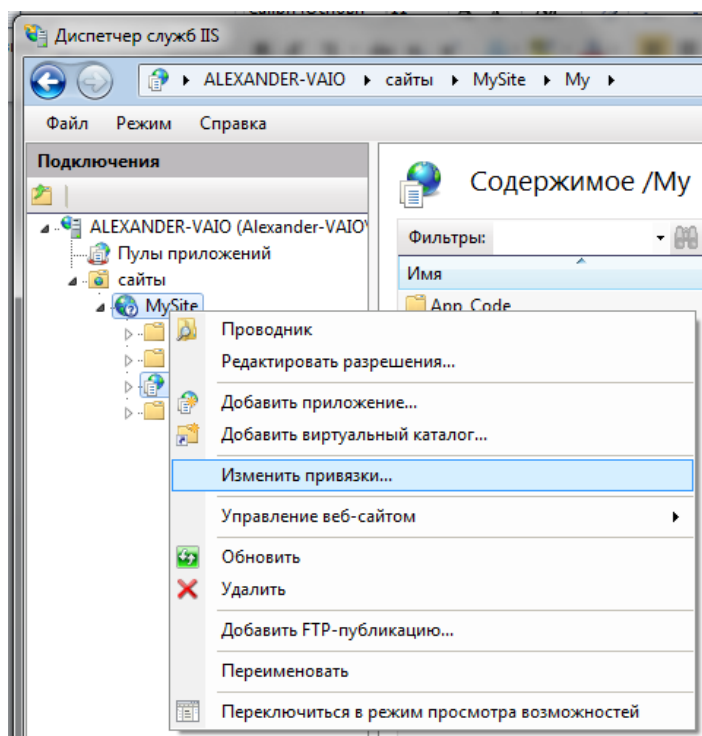 Диспетчер служб IIS
ALEXANDER-VAIO
сайты
MySite
My
Файл Режим Справка
Подключения
ALEXANDER-VAIO (Alexander-VAIO\
Пулы приложений
сайты
MySite
Содержимое /My
Фильтры:
Имя
App_Code
Проводник
Редактировать разрешения...
Добавить приложение...
Добавить виртуальный каталог...
Изменить привязки...
Управление веб-сайтом
Обновить
Удалить
Добавить FTP-публикацию...
Переименовать
Переключиться в режим просмотра возможностей